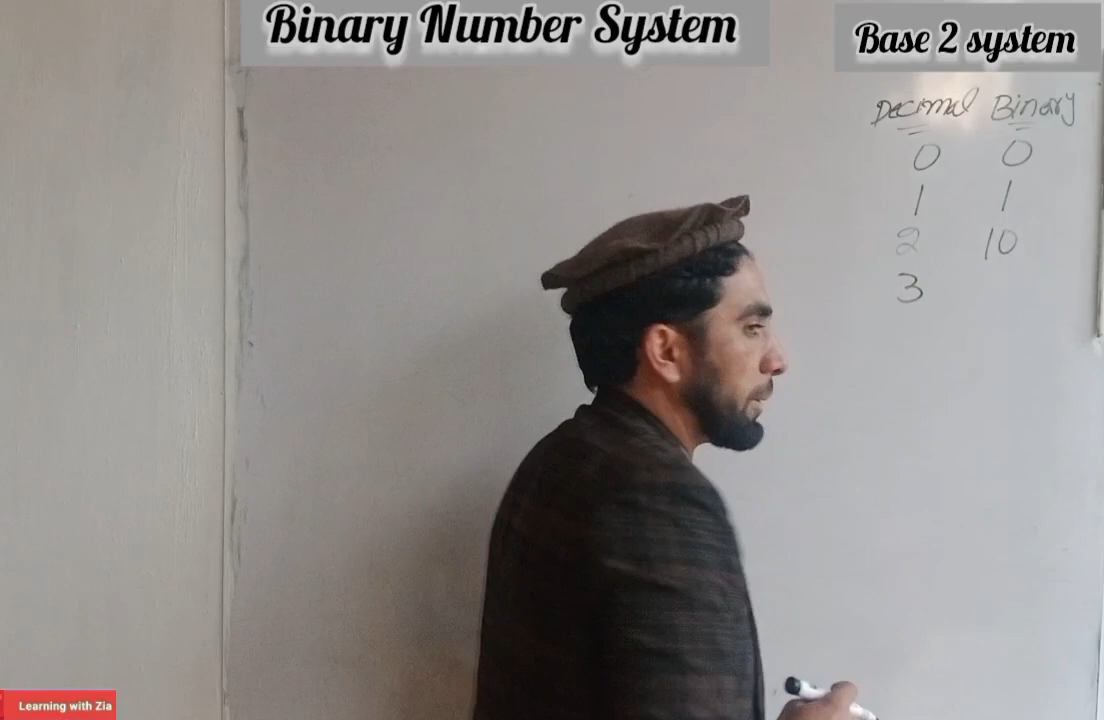 Binary Number System
Base 2 system
Decimal Binary
0 0
1 1
2 10
3
Learning with Zia